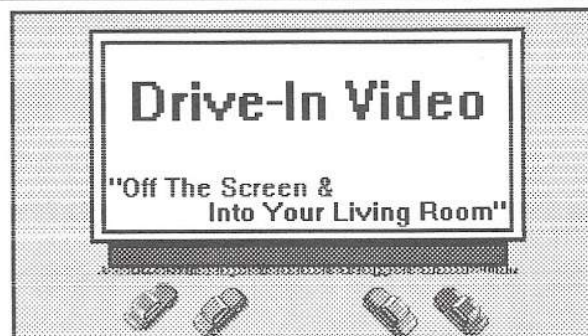 Drive-In Video
"Off The Screen &
Into Your Living Room"